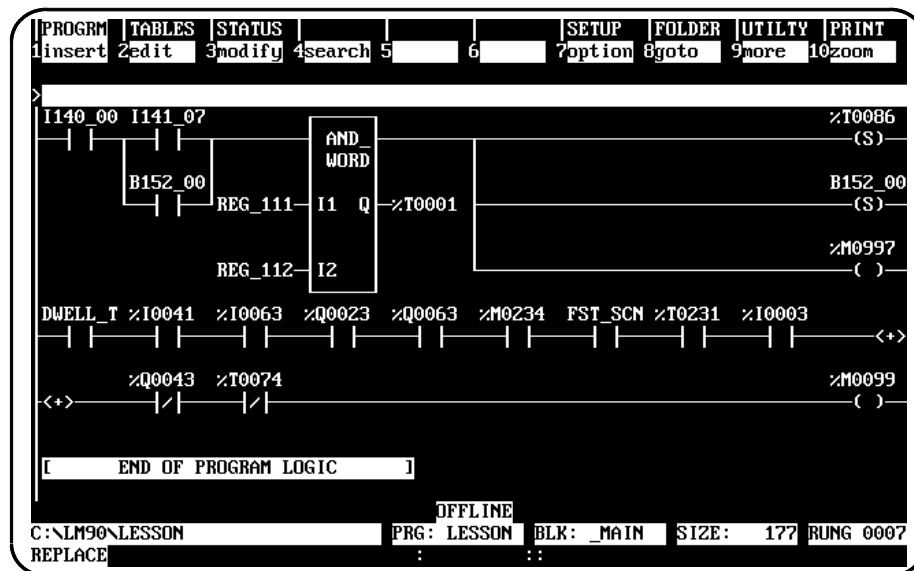 PROGRM TABLES STATUS SETUP FOLDER UTILTY PRINT
1insert 2edit 3modify 4search 5 6 7option 8goto 9more 10zoom
>
I140_00 I141_07 %T0086
AND_ (S)
WORD
B152_00 B152_00
REG_111 I1 Q %T0001 (S)
%M0997
REG_112 I2 ( )
DWELL_T %I0041 %I0063 %Q0023 %Q0063 %M0234 FST_SCN %T0231 %I0003
<+>
%Q0043 %T0074 %M0099
<+> / / ( )
[ END OF PROGRAM LOGIC ]
OFFLINE
C:\LM90\LESSON PRG: LESSON BLK: _MAIN SIZE: 177 RUNG 0007
REPLACE : ::